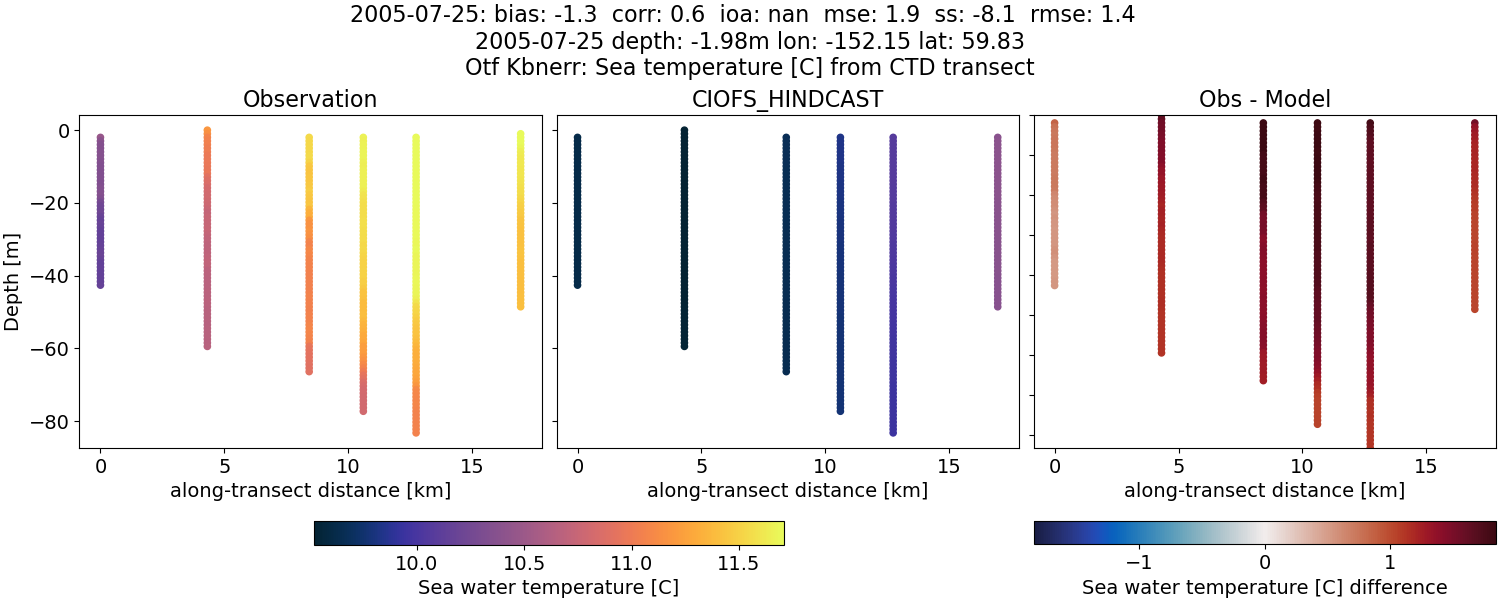 2005-07-25: bias: -1.3  corr: 0.6  ioa: nan  mse: 1.9  ss: -8.1  rmse: 1.4
2005-07-25 depth: -1.98m lon: -152.15 lat: 59.83
Otf Kbnerr: Sea temperature [C] from CTD transect
Observation
CIOFS_HINDCAST
Obs - Model
Depth [m]
0
−20
−40
−60
−80
0 5 10 15
0 5 10 15
0 5 10 15
along-transect distance [km]
along-transect distance [km]
along-transect distance [km]
10.0 10.5 11.0 11.5
Sea water temperature [C]
−1 0 1
Sea water temperature [C] difference